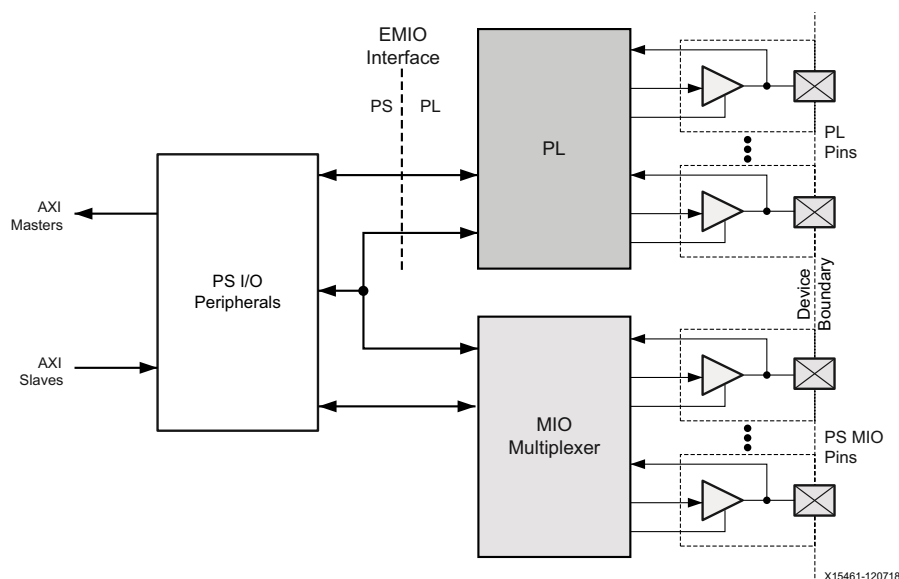 EMIO
Interface
PS
PL
PL
PL
Pins
AXI
Masters
PS I/O
Peripherals
Device
Boundary
AXI
Slaves
MIO
Multiplexer
PS MIO
Pins
X15461-120718